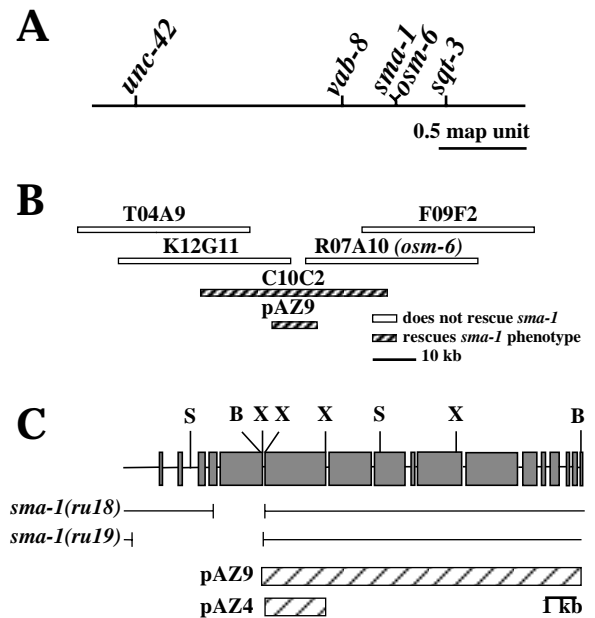 A
unc-42
vab-8
sma-1
osm-6
sqt-3
0.5 map unit
B
T04A9
F09F2
K12G11
R07A10 (osm-6)
C10C2
pAZ9
does not rescue sma-1
rescues sma-1 phenotype
10 kb
C
S B X X X S X B
sma-1(ru18)
sma-1(ru19)
pAZ9
pAZ4
1 kb